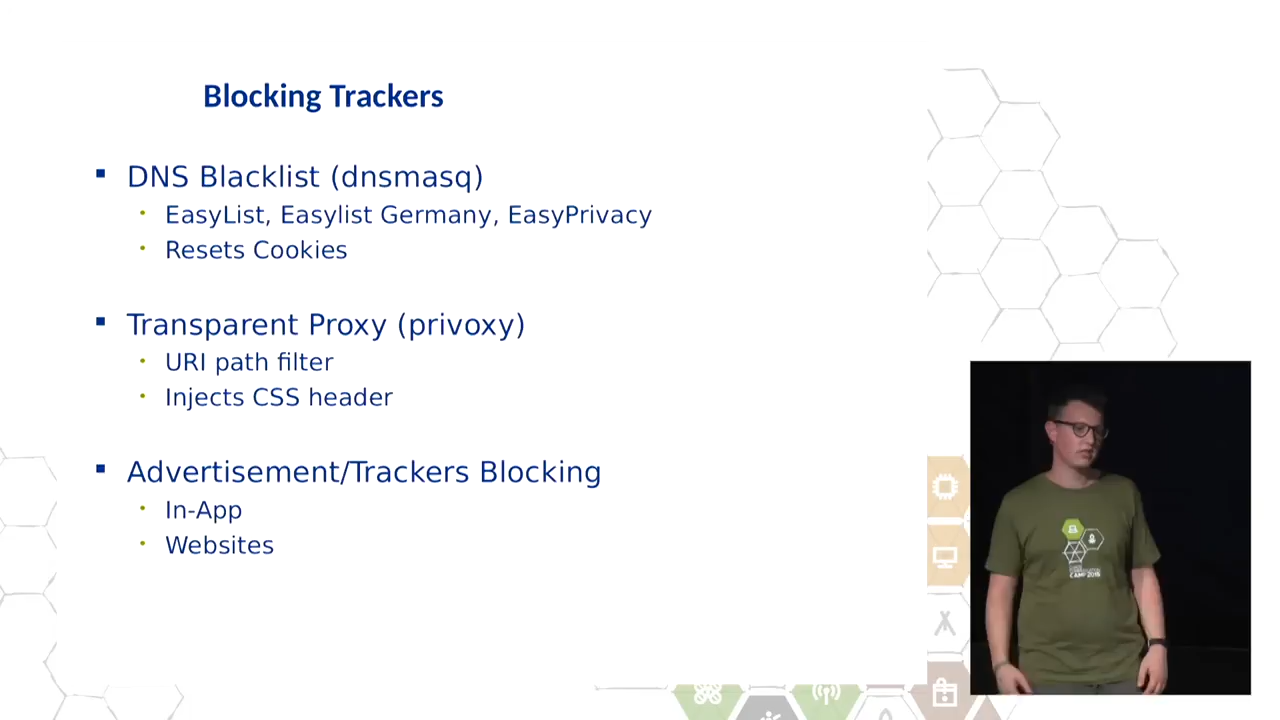 Blocking Trackers
DNS Blacklist (dnsmasq)
EasyList, Easylist Germany, EasyPrivacy
Resets Cookies
Transparent Proxy (privoxy)
URI path filter
Injects CSS header
Advertisement/Trackers Blocking
In-App
Websites